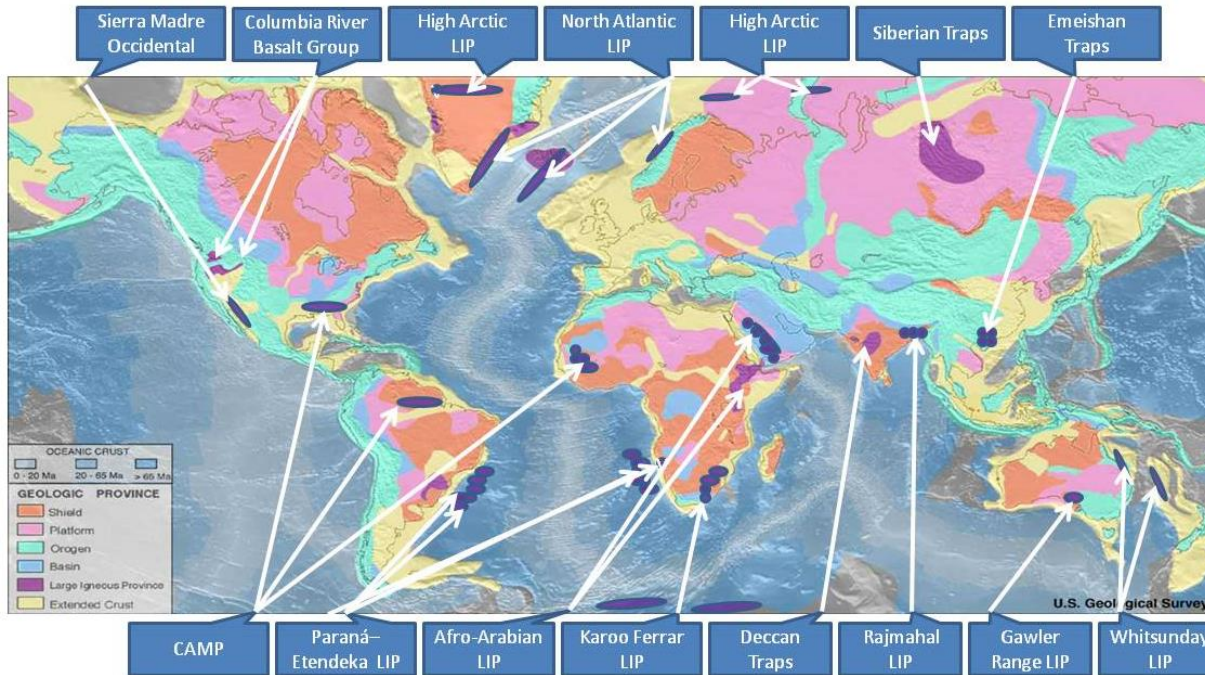 Sierra Madre
Occidental
Columbia River
Basalt Group
High Arctic
LIP
North Atlantic
LIP
High Arctic
LIP
Siberian Traps
Emeishan
Traps
OCEANIC CRUST
0 - 20 Ma
20 - 65 Ma
> 65 Ma
GEOLOGIC PROVINCE
Shield
Platform
Orogen
Basin
Large Igneous Province
Extended Crust
U.S. Geological Survey
CAMP
Paraná–
Etendeka LIP
Afro-Arabian
LIP
Karoo Ferrar
LIP
Deccan
Traps
Rajmahal
LIP
Gawler
Range LIP
Whitsunday
LIP